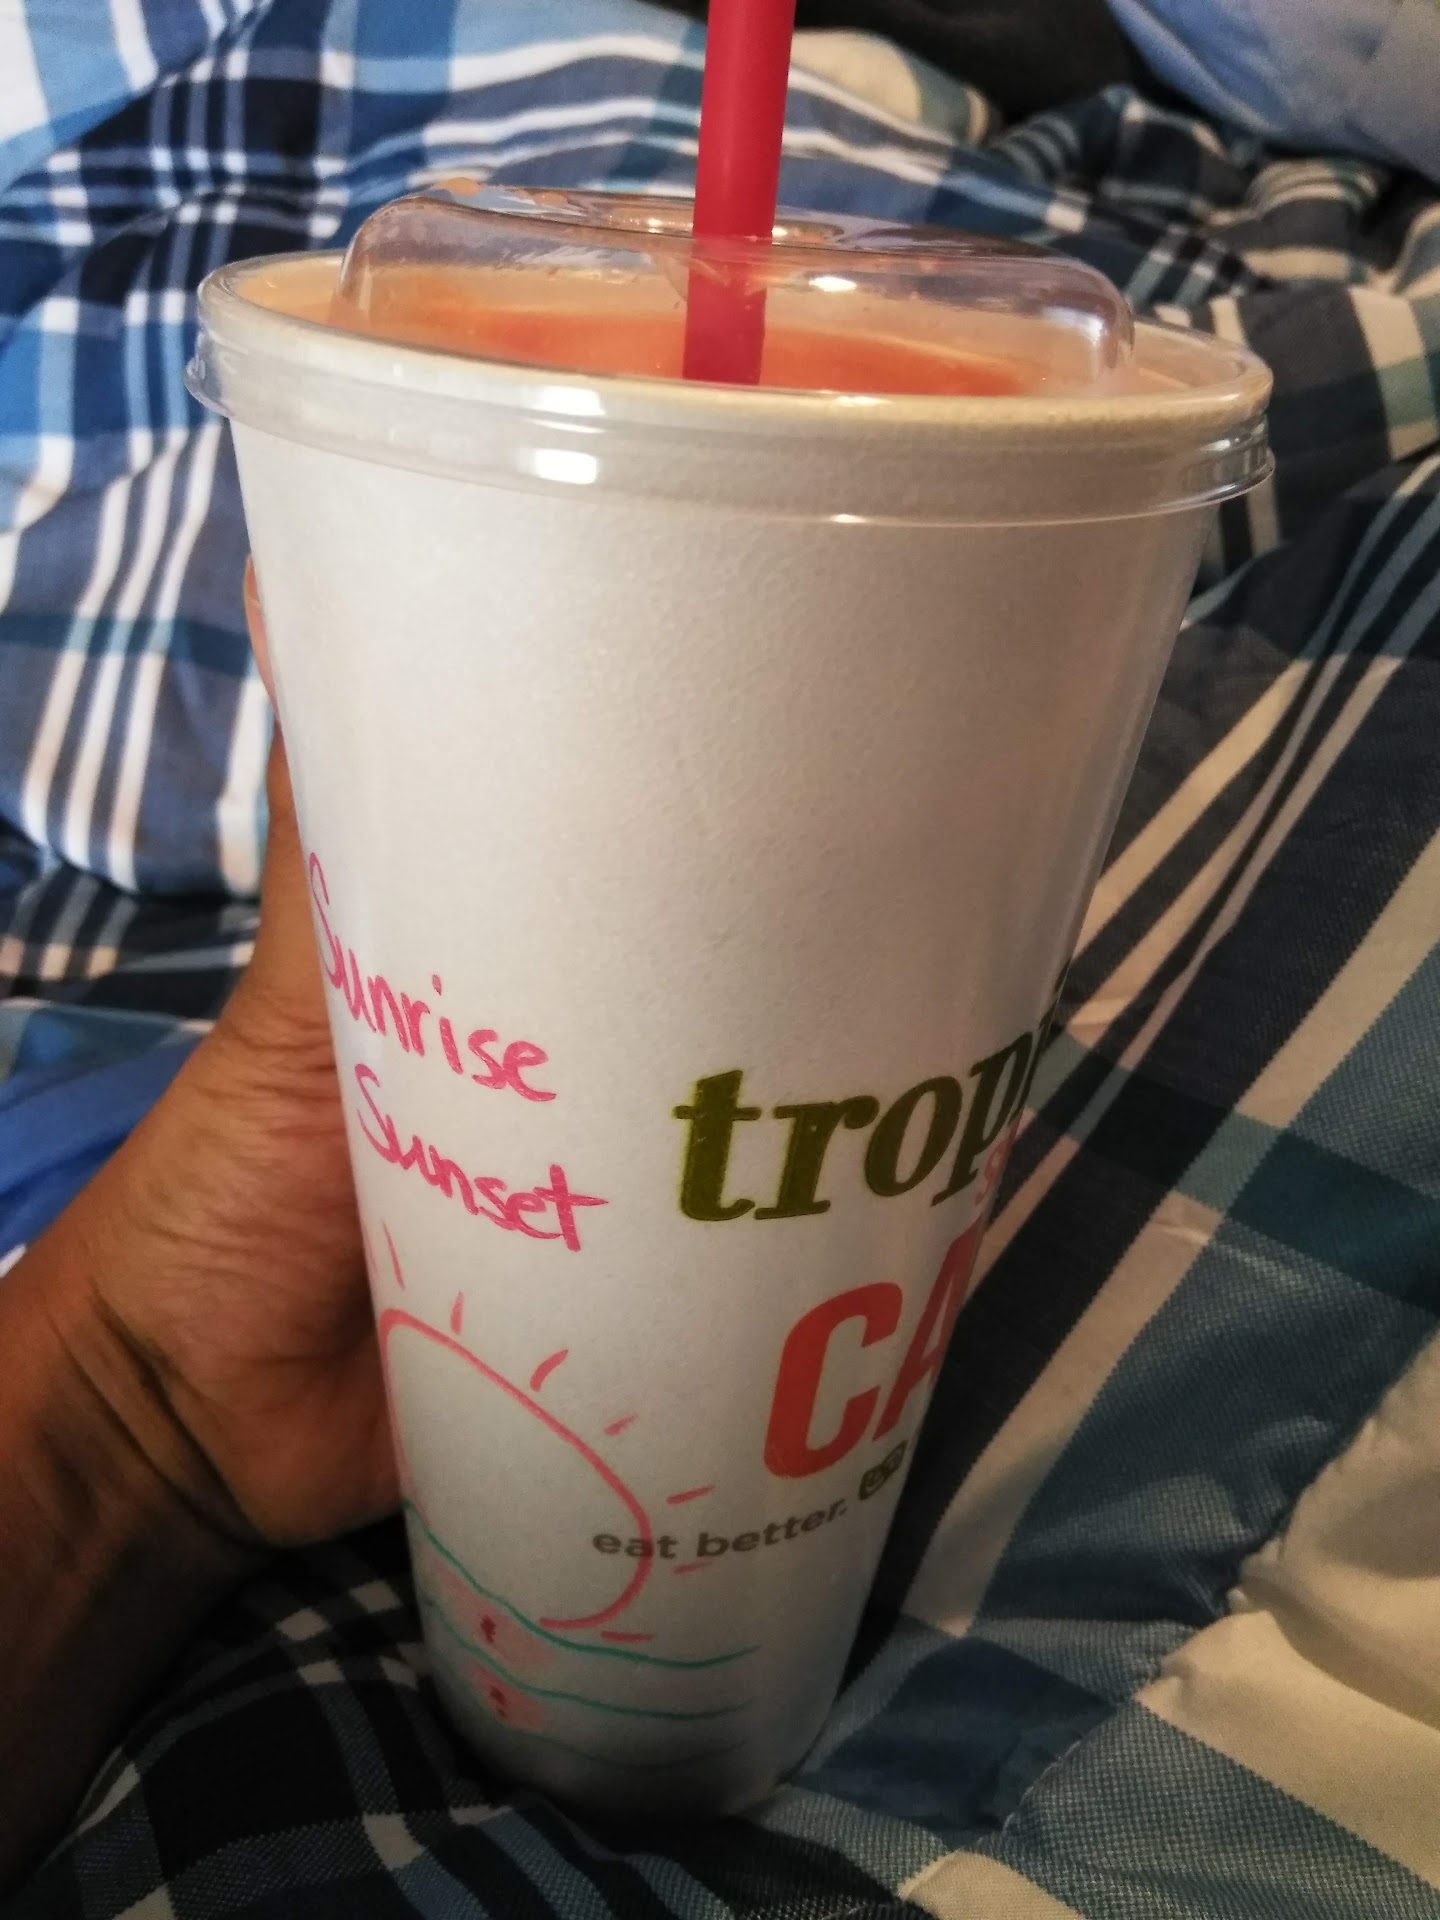 Sunrise
Sunset
trop
CA
eat better.